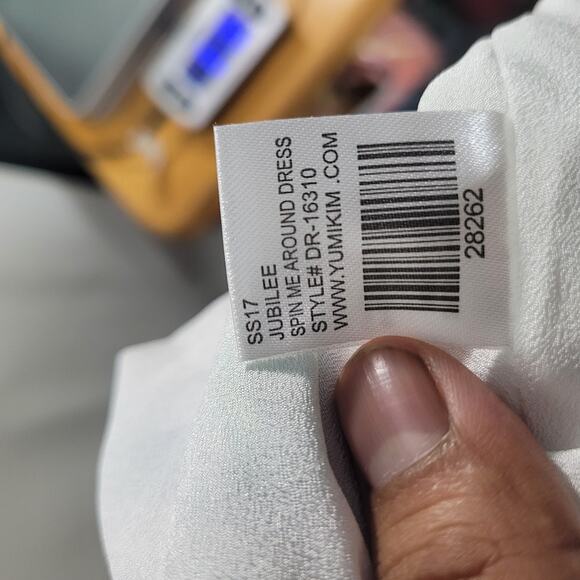 SS17
JUBILEE
SPIN ME AROUND DRESS
STYLE# DR-16310
WWW.YUMIKIM .COM
28262